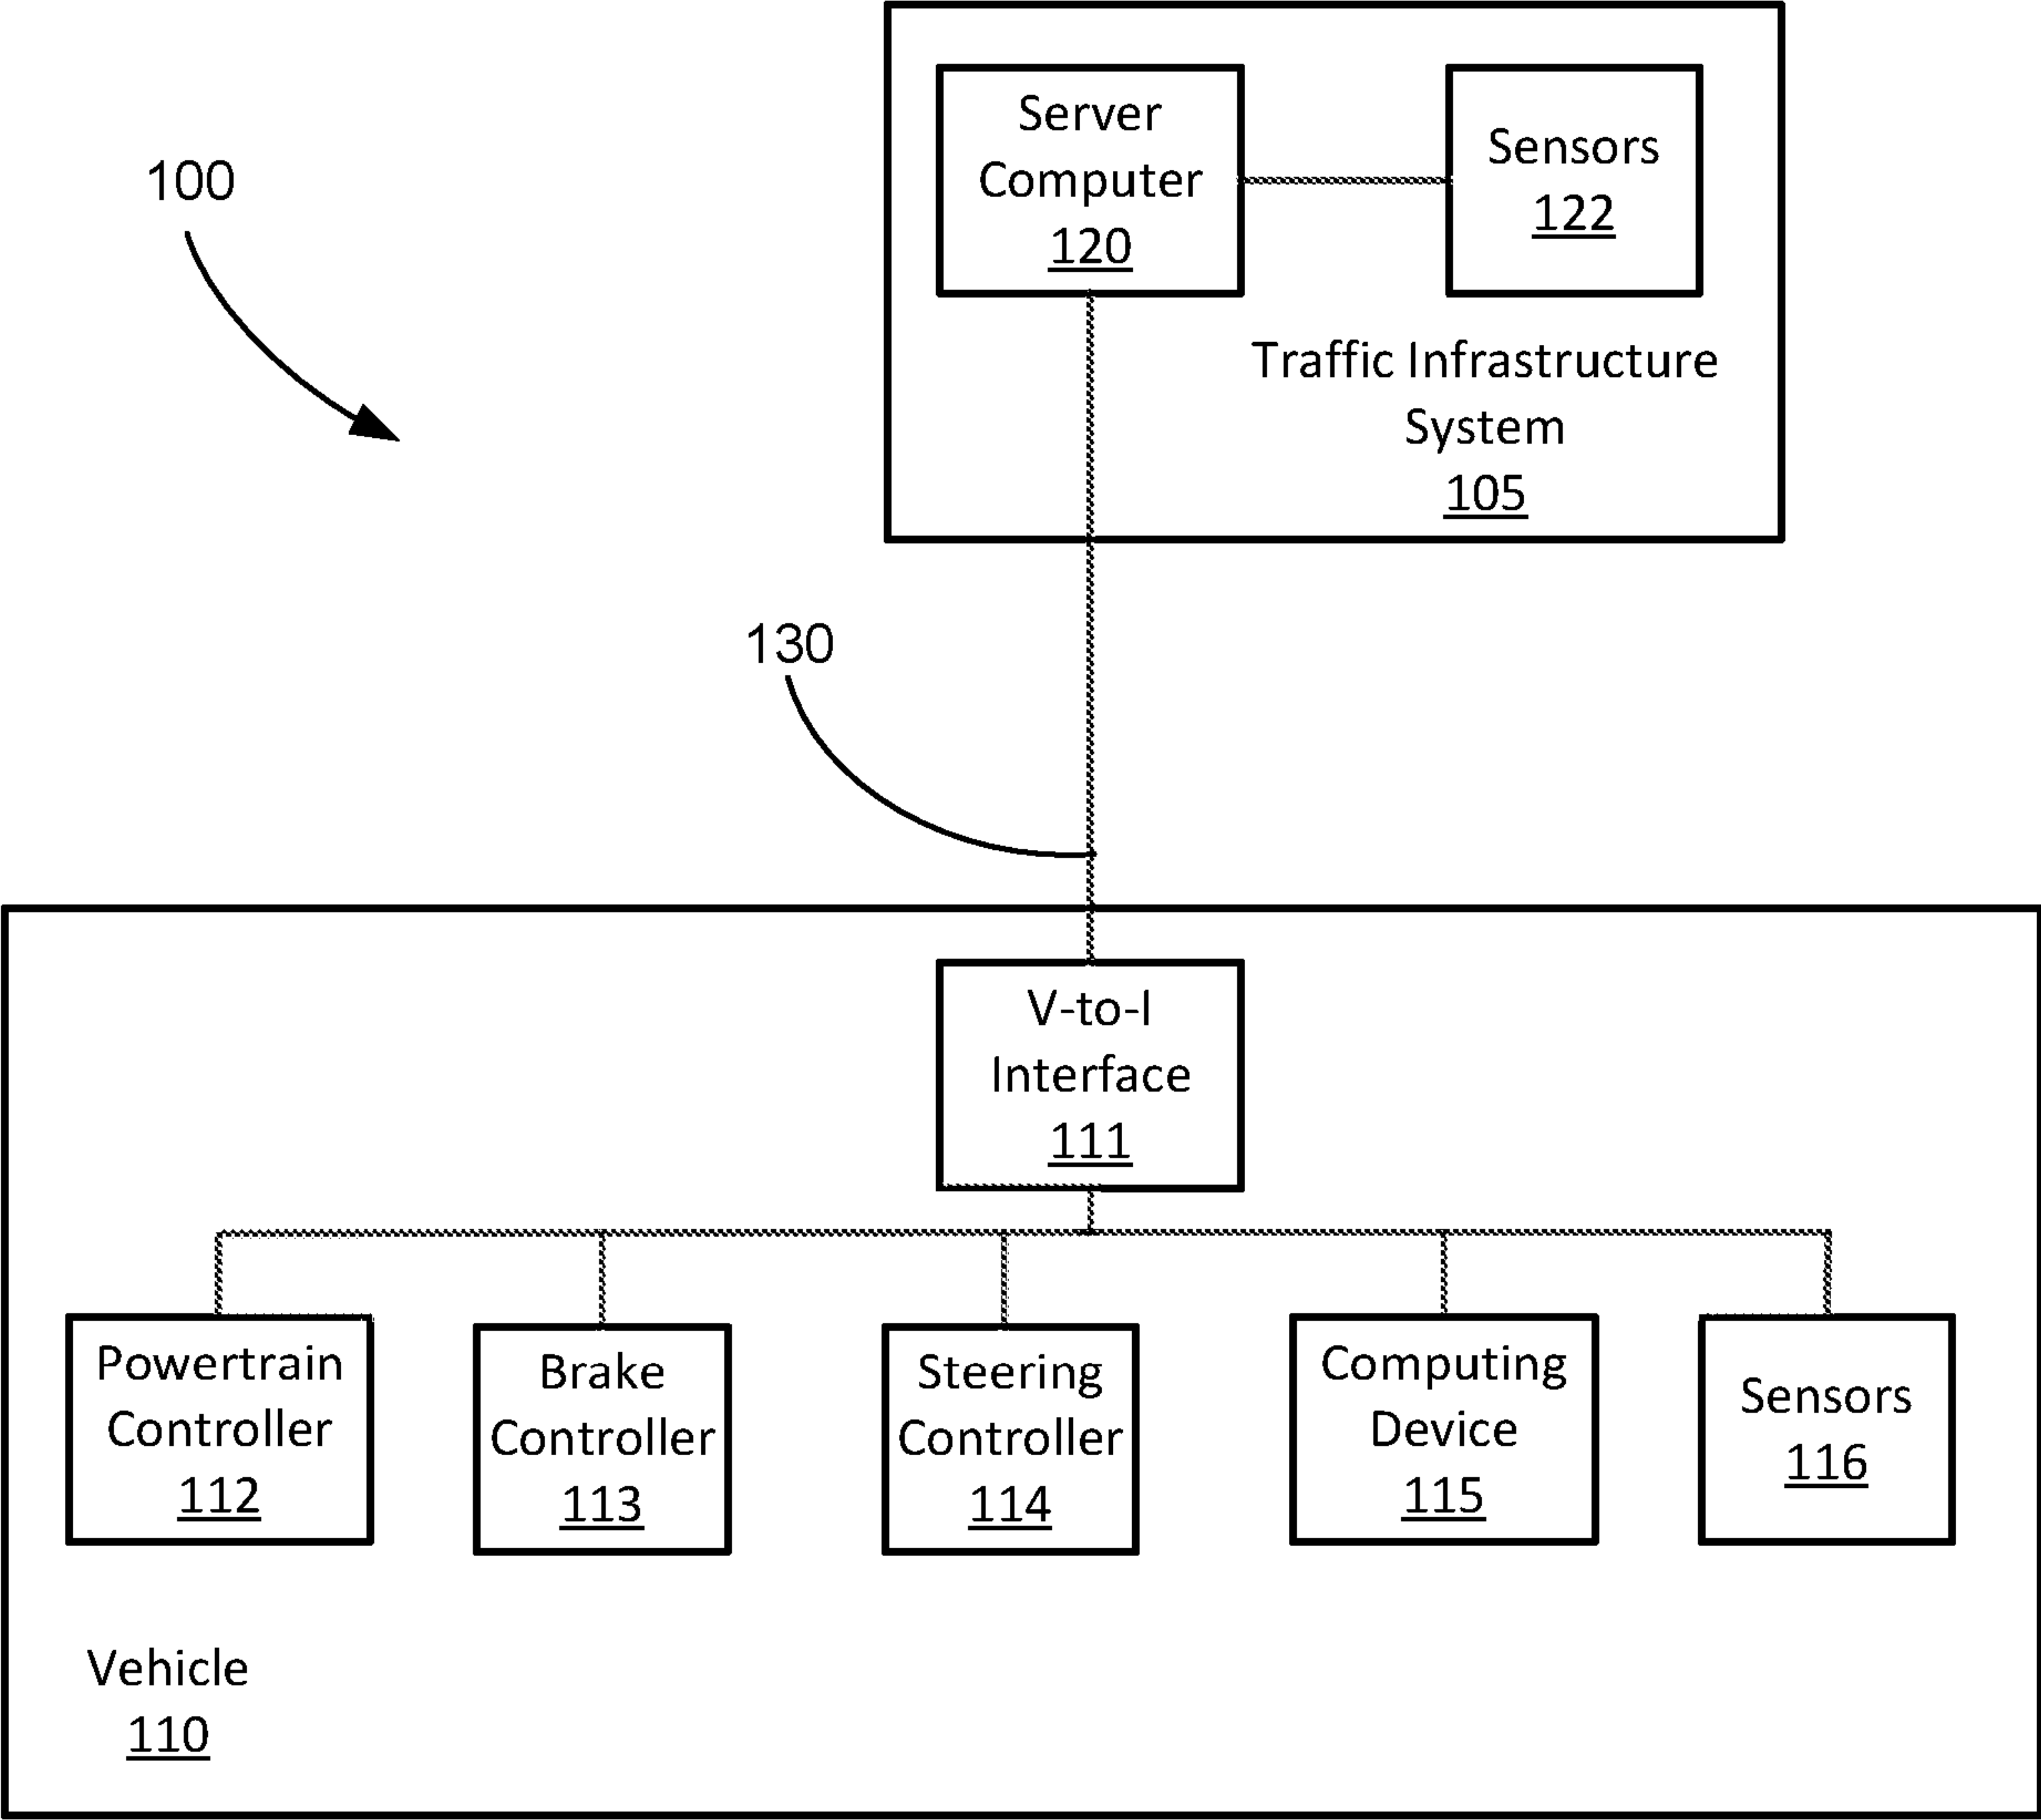 100
Server
Computer
120
Sensors
122
Traffic Infrastructure
System
105
130
V-to-I
Interface
111
Powertrain
Controller
112
Brake
Controller
113
Steering
Controller
114
Computing
Device
115
Sensors
116
Vehicle
110